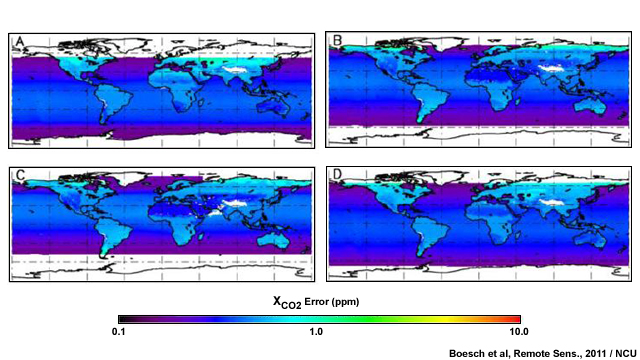 A
B
C
D
XCO2 Error (ppm)
0.1 1.0 10.0
Boesch et al, Remote Sens., 2011 / NCU